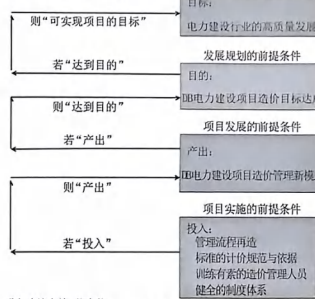 目标：
则“可实现项目的目标”
电力建设行业的高质量发展
发展规划的前提条件
若“达到目的”
目的：
DB电力建设项目造价目标达成
则“达到目的”
项目发展的前提条件
若“产出”
产出：
DB电力建设项目造价管理新模
则“产出”
项目实施的前提条件
投入：
管理流程再造
若“投入”
标准的计价规范与依据
训练有素的造价管理人员
健全的制度体系